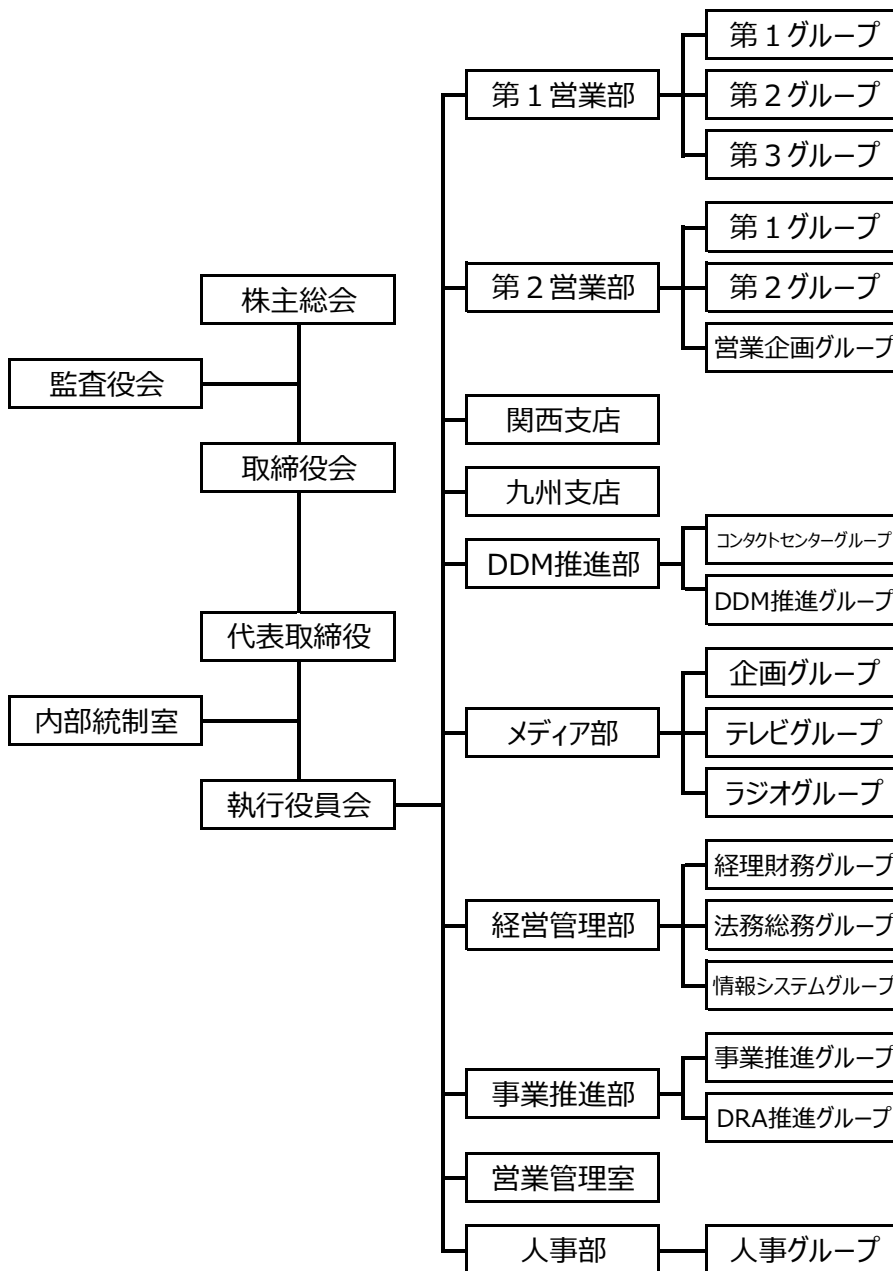 株主総会
監査役会
取締役会
代表取締役
内部統制室
執行役員会
第１営業部
第１グループ
第２グループ
第３グループ
第２営業部
第１グループ
第２グループ
営業企画グループ
関西支店
九州支店
DDM推進部
コンタクトセンターグループ
DDM推進グループ
メディア部
企画グループ
テレビグループ
ラジオグループ
経営管理部
経理財務グループ
法務総務グループ
情報システムグループ
事業推進部
事業推進グループ
DRA推進グループ
営業管理室
人事部
人事グループ